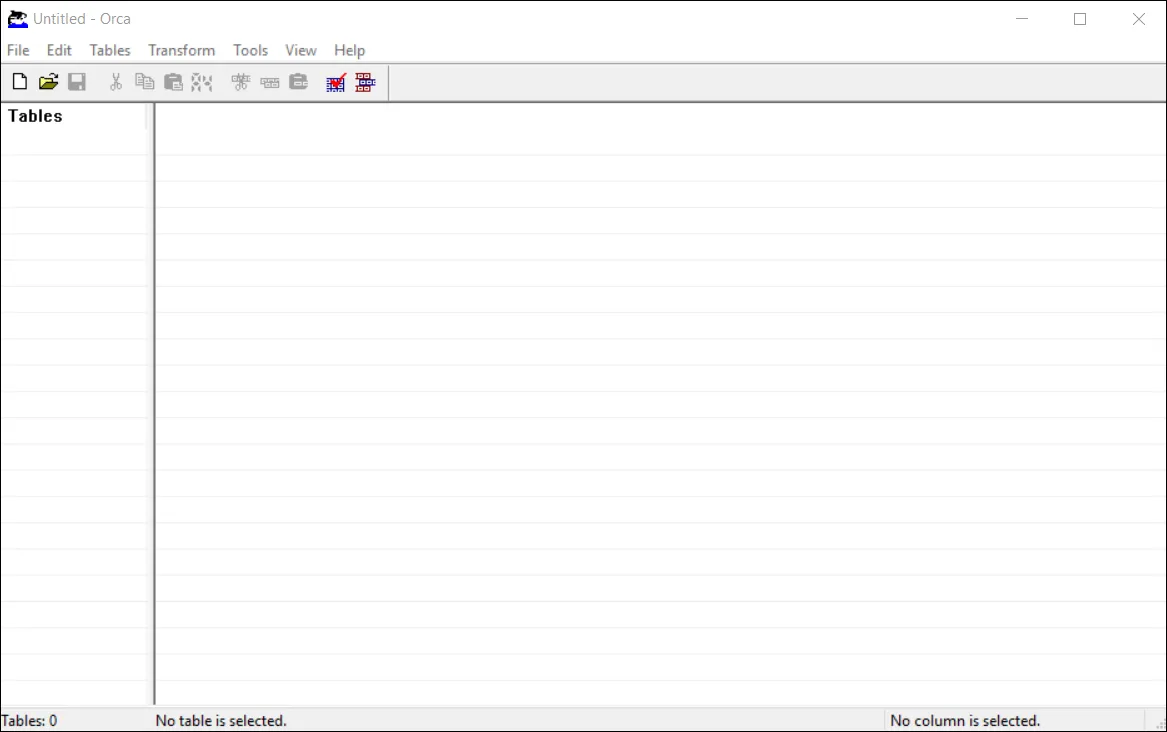 Untitled - Orca
File Edit Tables Transform Tools View Help
Tables
Tables: 0 No table is selected. No column is selected.